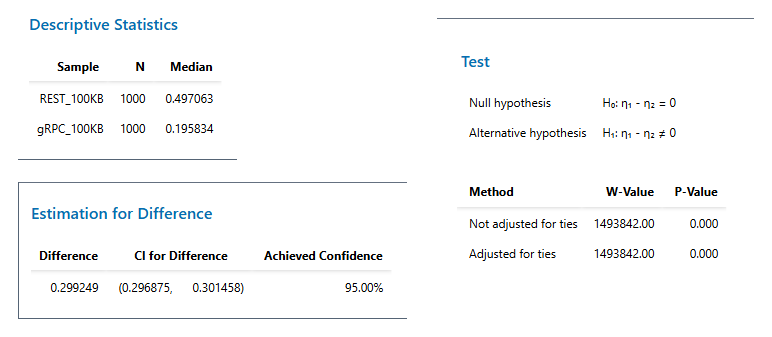 Descriptive Statistics
Sample N Median
REST_100KB 1000 0.497063
gRPC_100KB 1000 0.195834
Estimation for Difference
Difference CI for Difference Achieved Confidence
0.299249 (0.296875, 0.301458) 95.00%
Test
Null hypothesis H₀: η₁ - η₂ = 0
Alternative hypothesis H₁: η₁ - η₂ ≠ 0
Method W-Value P-Value
Not adjusted for ties 1493842.00 0.000
Adjusted for ties 1493842.00 0.000